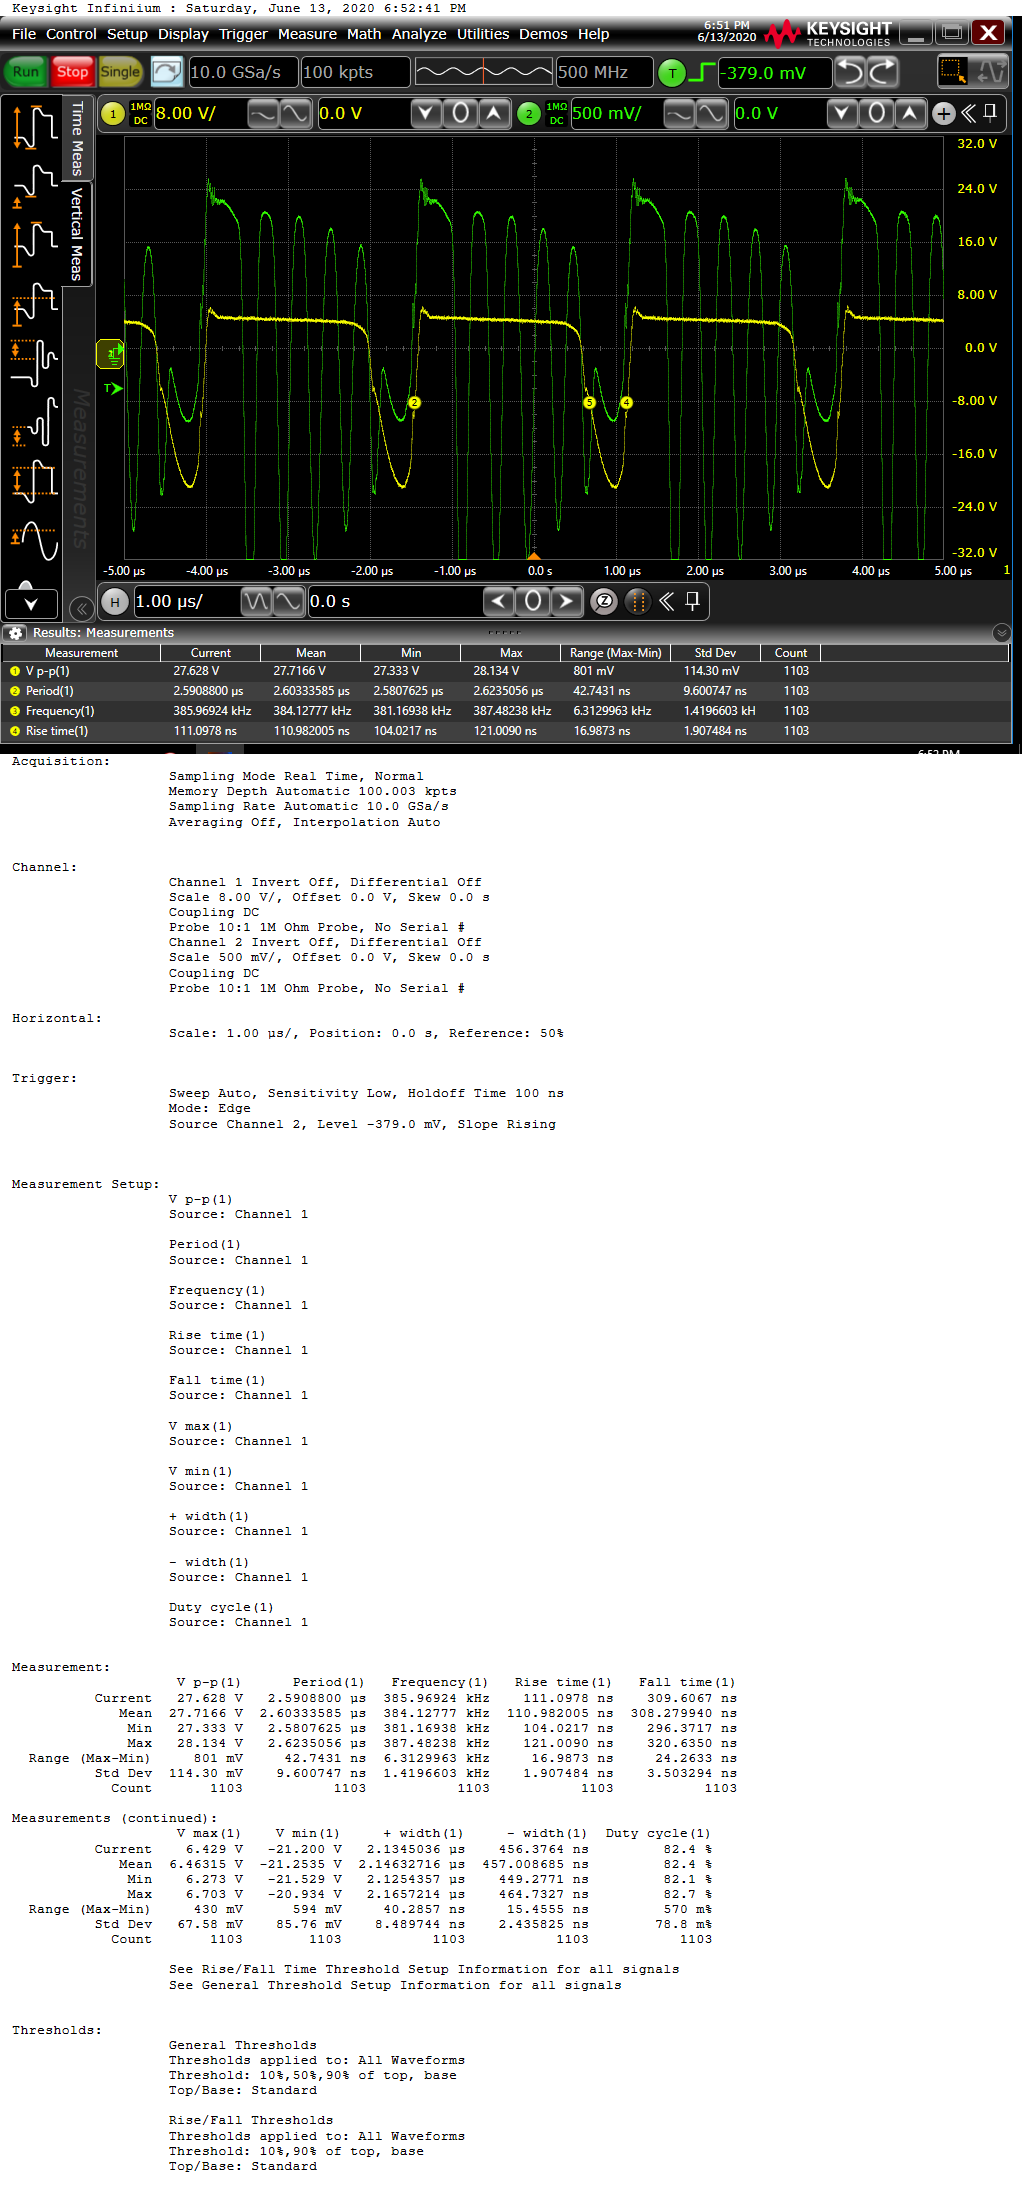 Keysight Infiniium : Saturday, June 13, 2020 6:52:41 PM
File Control Setup Display Trigger Measure Math Analyze Utilities Demos Help
6:51 PM
6/13/2020
KEYSIGHT
TECHNOLOGIES
Run Stop Single 10.0 GSa/s 100 kpts 500 MHz T -379.0 mV
1 1MΩ DC 8.00 V/ 0.0 V 2 1MΩ DC 500 mV/ 0.0 V
Time Meas
Vertical Meas
Measurements
32.0 V
24.0 V
16.0 V
8.00 V
0.0 V
-8.00 V
-16.0 V
-24.0 V
-32.0 V
T
2 5 4
-5.00 µs -4.00 µs -3.00 µs -2.00 µs -1.00 µs 0.0 s 1.00 µs 2.00 µs 3.00 µs 4.00 µs 5.00 µs 1
H 1.00 µs/ 0.0 s Z
Results: Measurements
Measurement Current Mean Min Max Range (Max-Min) Std Dev Count
1 V p-p(1) 27.628 V 27.7166 V 27.333 V 28.134 V 801 mV 114.30 mV 1103
2 Period(1) 2.5908800 µs 2.60333585 µs 2.5807625 µs 2.6235056 µs 42.7431 ns 9.600747 ns 1103
3 Frequency(1) 385.96924 kHz 384.12777 kHz 381.16938 kHz 387.48238 kHz 6.3129963 kHz 1.4196603 kH 1103
4 Rise time(1) 111.0978 ns 110.982005 ns 104.0217 ns 121.0090 ns 16.9873 ns 1.907484 ns 1103
Acquisition:
Sampling Mode Real Time, Normal
Memory Depth Automatic 100.003 kpts
Sampling Rate Automatic 10.0 GSa/s
Averaging Off, Interpolation Auto
Channel:
Channel 1 Invert Off, Differential Off
Scale 8.00 V/, Offset 0.0 V, Skew 0.0 s
Coupling DC
Probe 10:1 1M Ohm Probe, No Serial #
Channel 2 Invert Off, Differential Off
Scale 500 mV/, Offset 0.0 V, Skew 0.0 s
Coupling DC
Probe 10:1 1M Ohm Probe, No Serial #
Horizontal:
Scale: 1.00 µs/, Position: 0.0 s, Reference: 50%
Trigger:
Sweep Auto, Sensitivity Low, Holdoff Time 100 ns
Mode: Edge
Source Channel 2, Level -379.0 mV, Slope Rising
Measurement Setup:
V p-p(1)
Source: Channel 1
Period(1)
Source: Channel 1
Frequency(1)
Source: Channel 1
Rise time(1)
Source: Channel 1
Fall time(1)
Source: Channel 1
V max(1)
Source: Channel 1
V min(1)
Source: Channel 1
+ width(1)
Source: Channel 1
- width(1)
Source: Channel 1
Duty cycle(1)
Source: Channel 1
Measurement:
V p-p(1) Period(1) Frequency(1) Rise time(1) Fall time(1)
Current 27.628 V 2.5908800 µs 385.96924 kHz 111.0978 ns 309.6067 ns
Mean 27.7166 V 2.60333585 µs 384.12777 kHz 110.982005 ns 308.279940 ns
Min 27.333 V 2.5807625 µs 381.16938 kHz 104.0217 ns 296.3717 ns
Max 28.134 V 2.6235056 µs 387.48238 kHz 121.0090 ns 320.6350 ns
Range (Max-Min) 801 mV 42.7431 ns 6.3129963 kHz 16.9873 ns 24.2633 ns
Std Dev 114.30 mV 9.600747 ns 1.4196603 kHz 1.907484 ns 3.503294 ns
Count 1103 1103 1103 1103 1103
Measurements (continued):
V max(1) V min(1) + width(1) - width(1) Duty cycle(1)
Current 6.429 V -21.200 V 2.1345036 µs 456.3764 ns 82.4 %
Mean 6.46315 V -21.2535 V 2.14632716 µs 457.008685 ns 82.4 %
Min 6.273 V -21.529 V 2.1254357 µs 449.2771 ns 82.1 %
Max 6.703 V -20.934 V 2.1657214 µs 464.7327 ns 82.7 %
Range (Max-Min) 430 mV 594 mV 40.2857 ns 15.4555 ns 570 m%
Std Dev 67.58 mV 85.76 mV 8.489744 ns 2.435825 ns 78.8 m%
Count 1103 1103 1103 1103 1103
See Rise/Fall Time Threshold Setup Information for all signals
See General Threshold Setup Information for all signals
Thresholds:
General Thresholds
Thresholds applied to: All Waveforms
Threshold: 10%,50%,90% of top, base
Top/Base: Standard
Rise/Fall Thresholds
Thresholds applied to: All Waveforms
Threshold: 10%,90% of top, base
Top/Base: Standard